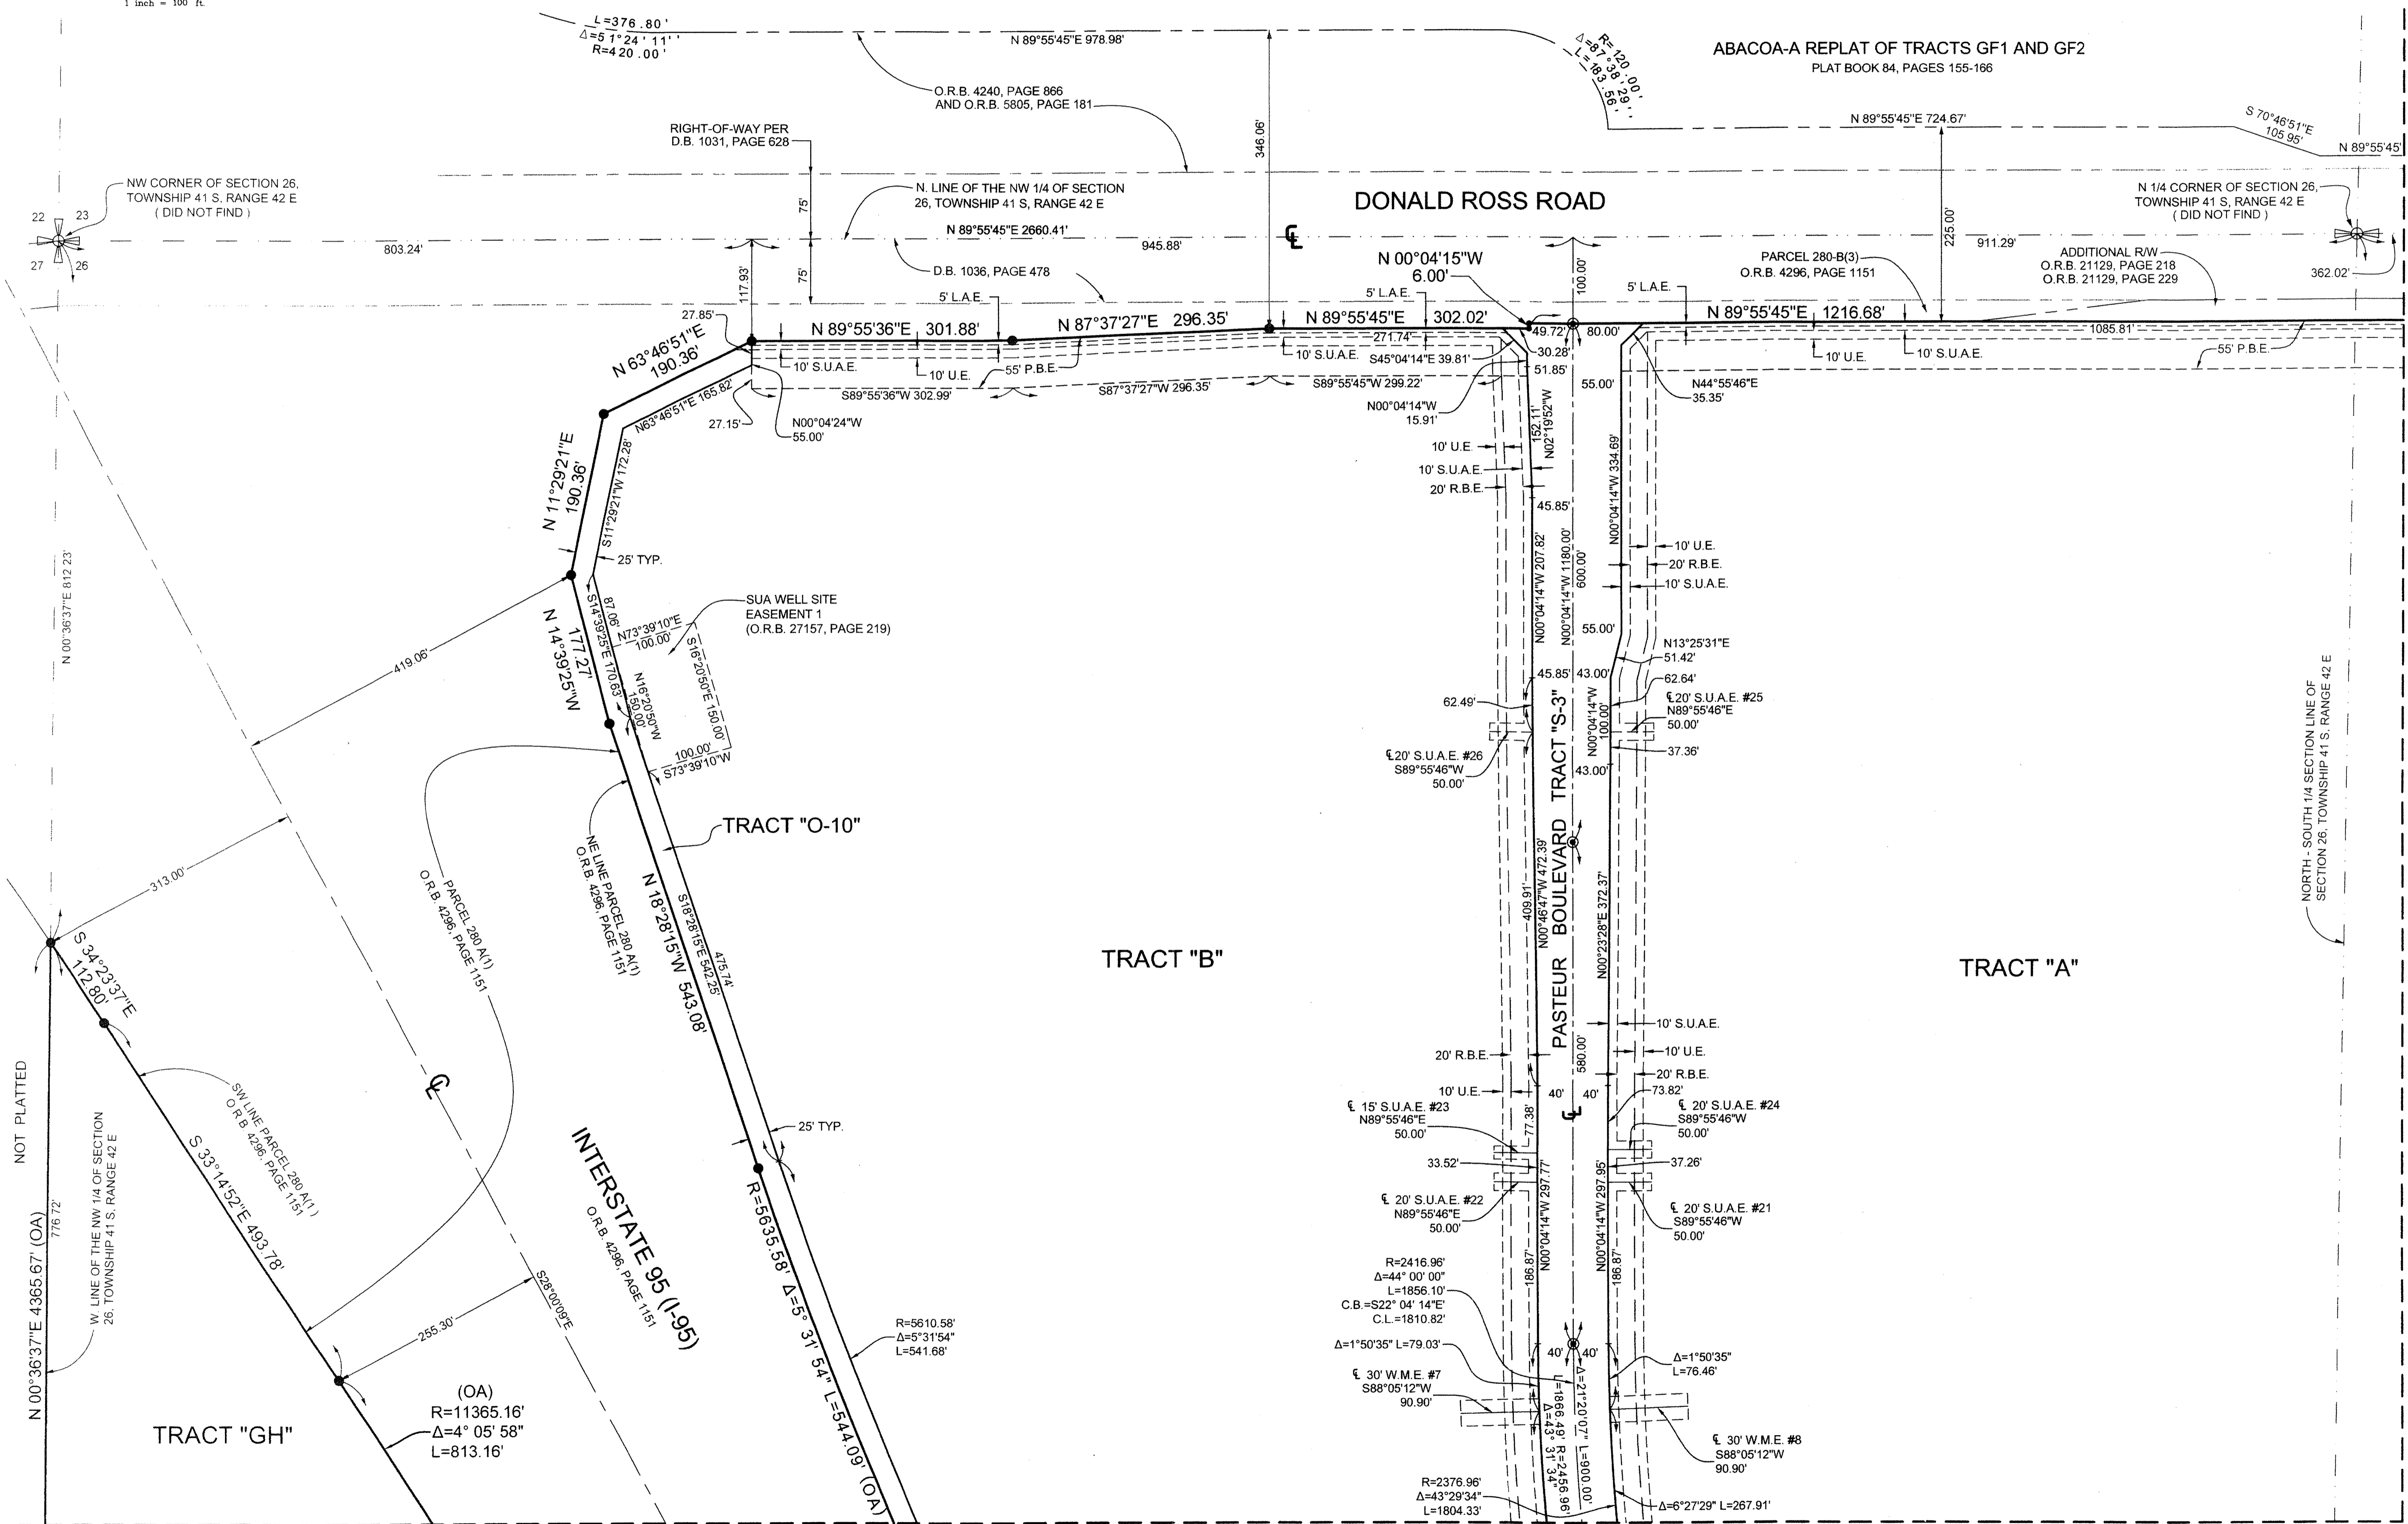 1 inch = 100 ft.
L=376.80'
Δ=51°24'11"
R=420.00'
N 89°55'45"E 978.98'
R=120.00'
Δ=87°38'29"
L=183.56'
ABACOA-A REPLAT OF TRACTS GF1 AND GF2
PLAT BOOK 84, PAGES 155-166
O.R.B. 4240, PAGE 866
AND O.R.B. 5805, PAGE 181
N 89°55'45"E 724.67'
S 70°46'51"E
105 95'
N 89°55'45'
RIGHT-OF-WAY PER
D.B. 1031, PAGE 628
346.06'
NW CORNER OF SECTION 26,
TOWNSHIP 41 S, RANGE 42 E
( DID NOT FIND )
22 23
27 26
75'
75'
N. LINE OF THE NW 1/4 OF SECTION
26, TOWNSHIP 41 S, RANGE 42 E
DONALD ROSS ROAD
N 1/4 CORNER OF SECTION 26,
TOWNSHIP 41 S, RANGE 42 E
( DID NOT FIND )
803.24'
N 89°55'45"E 2660.41'
945.88'
℄
225.00'
911.29'
362.02'
117.93'
D.B. 1036, PAGE 478
N 00°04'15"W
6.00'
100.00'
PARCEL 280-B(3)
O.R.B. 4296, PAGE 1151
ADDITIONAL R/W
O.R.B. 21129, PAGE 218
O.R.B. 21129, PAGE 229
5' L.A.E.
5' L.A.E.
5' L.A.E.
27.85'
N 89°55'36"E 301.88'
N 87°37'27"E 296.35'
N 89°55'45"E 302.02'
49.72'
80.00'
N 89°55'45"E 1216.68'
1085.81'
271.74'
30.28'
10' S.U.A.E.
10' U.E.
55' P.B.E.
10' S.U.A.E.
S45°04'14"E 39.81'
51.85'
10' U.E.
10' S.U.A.E.
55' P.B.E.
N 63°46'51"E
190.36'
N63°46'51"E 165.82'
27.15'
N00°04'24"W
55.00'
S89°55'36"W 302.99'
S87°37'27"W 296.35'
S89°55'45"W 299.22'
N00°04'14"W
15.91'
55.00'
N44°55'46"E
35.35'
N 11°29'21"E
190.36'
S11°29'21"W 172.28'
25' TYP.
10' U.E.
10' S.U.A.E.
20' R.B.E.
152.11'
N02°19'52"W
45.85'
N00°04'14"W 207.82'
N00°04'14"W 1180.00'
600.00'
N00°04'14"W 334.69'
10' U.E.
20' R.B.E.
10' S.U.A.E.
N 00°36'37"E 812 23'
419.06'
177.27'
N 14°39'25"W
87.06'
S14°39'25"E 170.63'
SUA WELL SITE
EASEMENT 1
(O.R.B. 27157, PAGE 219)
N73°39'10"E
100.00'
S16°20'50"E 150.00'
N16°20'50"W
150.00'
100.00'
S73°39'10"W
55.00'
N13°25'31"E
51.42'
45.85'
43.00'
62.64'
62.49'
℄20' S.U.A.E. #25
N89°55'46"E
50.00'
N00°04'14"W
100.00'
37.36'
℄20' S.U.A.E. #26
S89°55'46"W
50.00'
43.00'
PASTEUR BOULEVARD TRACT "S-3"
NORTH - SOUTH 1/4 SECTION LINE OF
SECTION 26, TOWNSHIP 41 S, RANGE 42 E
TRACT "O-10"
313.00'
PARCEL 280 A(1)
O.R.B. 4296, PAGE 1151
NE LINE PARCEL 280 A(1)
O.R.B. 4296, PAGE 1151
N 18°28'15"W 543.08'
S18°28'15"E 542.25'
475.74'
TRACT "B"
409.91'
N00°46'47"W 472.39'
N00°23'28"E 372.37'
TRACT "A"
S 34°23'37"E
112.80'
NOT PLATTED
N 00°36'37"E 4365.67' (OA)
776 72'
W. LINE OF THE NW 1/4 OF SECTION
26, TOWNSHIP 41 S, RANGE 42 E
SW LINE PARCEL 280 A(1)
O.R.B. 4296, PAGE 1151
S 33°14'52"E 493.78'
℄
INTERSTATE 95 (I-95)
O.R.B. 4296, PAGE 1151
255.30'
S28°00'09"E
25' TYP.
20' R.B.E.
10' U.E.
580.00'
40'
40'
℄
10' S.U.A.E.
10' U.E.
20' R.B.E.
73.82'
℄ 15' S.U.A.E. #23
N89°55'46"E
50.00'
77.38'
℄ 20' S.U.A.E. #24
S89°55'46"W
50.00'
33.52'
37.26'
℄ 20' S.U.A.E. #22
N89°55'46"E
50.00'
N00°04'14"W 297.77'
N00°04'14"W 297.95'
℄ 20' S.U.A.E. #21
S89°55'46"W
50.00'
186.87'
186.87'
R=2416.96'
Δ=44° 00' 00"
L=1856.10'
C.B.=S22° 04' 14"E'
C.L.=1810.82'
Δ=1°50'35" L=79.03'
℄ 30' W.M.E. #7
S88°05'12"W
90.90'
40'
40'
Δ=1°50'35"
L=76.46'
℄ 30' W.M.E. #8
S88°05'12"W
90.90'
R=5635.58' Δ=5° 31' 54" L=544.09' (OA)
R=5610.58'
Δ=5°31'54"
L=541.68'
TRACT "GH"
(OA)
R=11365.16'
Δ=4° 05' 58"
L=813.16'
L=1866.49' R=2456.96'
Δ=43° 31' 34"
Δ=21°20'07" L=900.00'
R=2376.96'
Δ=43°29'34"
L=1804.33'
Δ=6°27'29" L=267.91'